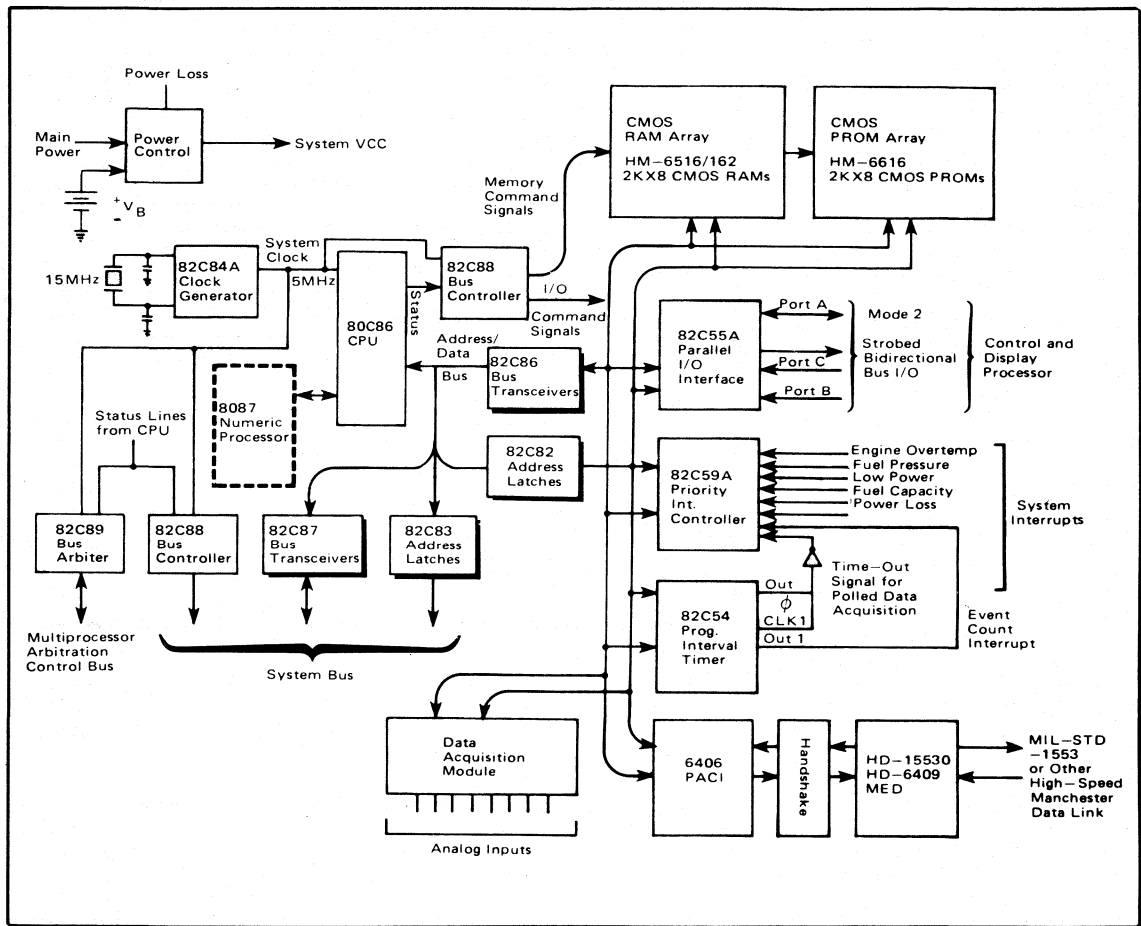 Power Loss
Main
Power
Power
Control
System VCC
+
VB
-
CMOS
RAM Array
HM-6516/162
2KX8 CMOS RAMs
CMOS
PROM Array
HM-6616
2KX8 CMOS PROMs
Memory
Command
Signals
15MHz
82C84A
Clock
Generator
System
Clock
5MHz
80C86
CPU
Status
82C88
Bus
Controller
I/O
Command
Signals
Address/
Data
Bus
82C86
Bus
Transceivers
8087
Numeric
Processor
82C55A
Parallel
I/O
Interface
Port A
Port C
Port B
Mode 2
Strobed
Bidirectional
Bus I/O
Control and
Display
Processor
Status Lines
from CPU
82C82
Address
Latches
82C59A
Priority
Int.
Controller
Engine Overtemp
Fuel Pressure
Low Power
Fuel Capacity
Power Loss
System
Interrupts
82C89
Bus
Arbiter
82C88
Bus
Controller
82C87
Bus
Transceivers
82C83
Address
Latches
Time-Out
Signal for
Polled Data
Acquisition
82C54
Prog.
Interval
Timer
Out
φ
CLK1
Out 1
Event
Count
Interrupt
Multiprocessor
Arbitration
Control Bus
System Bus
Data
Acquisition
Module
Analog Inputs
6406
PACI
Handshake
HD-15530
HD-6409
MED
MIL-STD
-1553
or Other
High-Speed
Manchester
Data Link